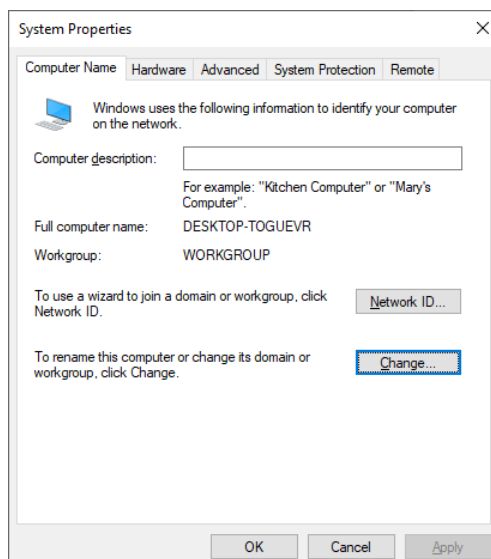 System Properties
Computer Name Hardware Advanced System Protection Remote
Windows uses the following information to identify your computer
on the network.
Computer description:
For example: "Kitchen Computer" or "Mary's
Computer".
Full computer name: DESKTOP-TOGUEVR
Workgroup: WORKGROUP
To use a wizard to join a domain or workgroup, click
Network ID.
Network ID...
To rename this computer or change its domain or
workgroup, click Change.
Change...
OK Cancel Apply